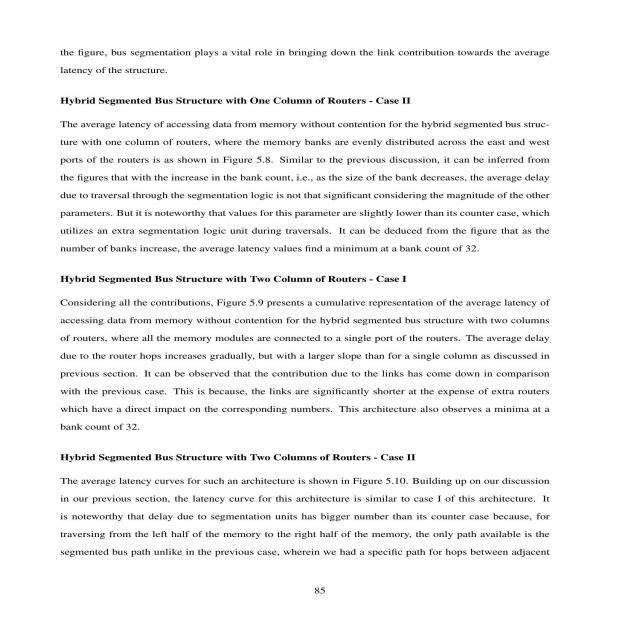 the figure, bus segmentation plays a vital role in bringing down the link contribution towards the average
latency of the structure.
Hybrid Segmented Bus Structure with One Column of Routers - Case II
The average latency of accessing data from memory without contention for the hybrid segmented bus struc-
ture with one column of routers, where the memory banks are evenly distributed across the east and west
ports of the routers is as shown in Figure 5.8. Similar to the previous discussion, it can be inferred from
the figures that with the increase in the bank count, i.e., as the size of the bank decreases, the average delay
due to traversal through the segmentation logic is not that significant considering the magnitude of the other
parameters. But it is noteworthy that values for this parameter are slightly lower than its counter case, which
utilizes an extra segmentation logic unit during traversals. It can be deduced from the figure that as the
number of banks increase, the average latency values find a minimum at a bank count of 32.
Hybrid Segmented Bus Structure with Two Column of Routers - Case I
Considering all the contributions, Figure 5.9 presents a cumulative representation of the average latency of
accessing data from memory without contention for the hybrid segmented bus structure with two columns
of routers, where all the memory modules are connected to a single port of the routers. The average delay
due to the router hops increases gradually, but with a larger slope than for a single column as discussed in
previous section. It can be observed that the contribution due to the links has come down in comparison
with the previous case. This is because, the links are significantly shorter at the expense of extra routers
which have a direct impact on the corresponding numbers. This architecture also observes a minima at a
bank count of 32.
Hybrid Segmented Bus Structure with Two Columns of Routers - Case II
The average latency curves for such an architecture is shown in Figure 5.10. Building up on our discussion
in our previous section, the latency curve for this architecture is similar to case I of this architecture. It
is noteworthy that delay due to segmentation units has bigger number than its counter case because, for
traversing from the left half of the memory to the right half of the memory, the only path available is the
segmented bus path unlike in the previous case, wherein we had a specific path for hops between adjacent
85